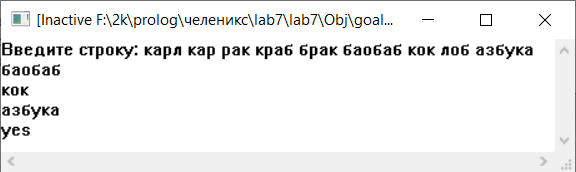 [Inactive F:\2k\prolog\челеникс\lab7\lab7\Obj\goal...
Введите строку: карл кар рак краб брак баобаб кок лоб азбука
баобаб
кок
азбука
yes